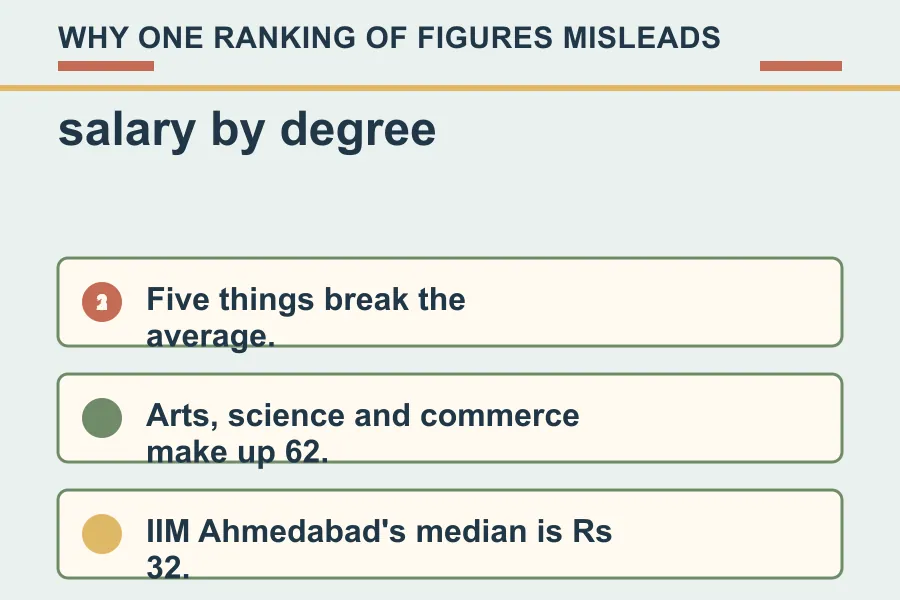 WHY ONE RANKING OF FIGURES MISLEADS
salary by degree
Five things break the
average.
Arts, science and commerce
make up 62.
IIM Ahmedabad's median is Rs
32.